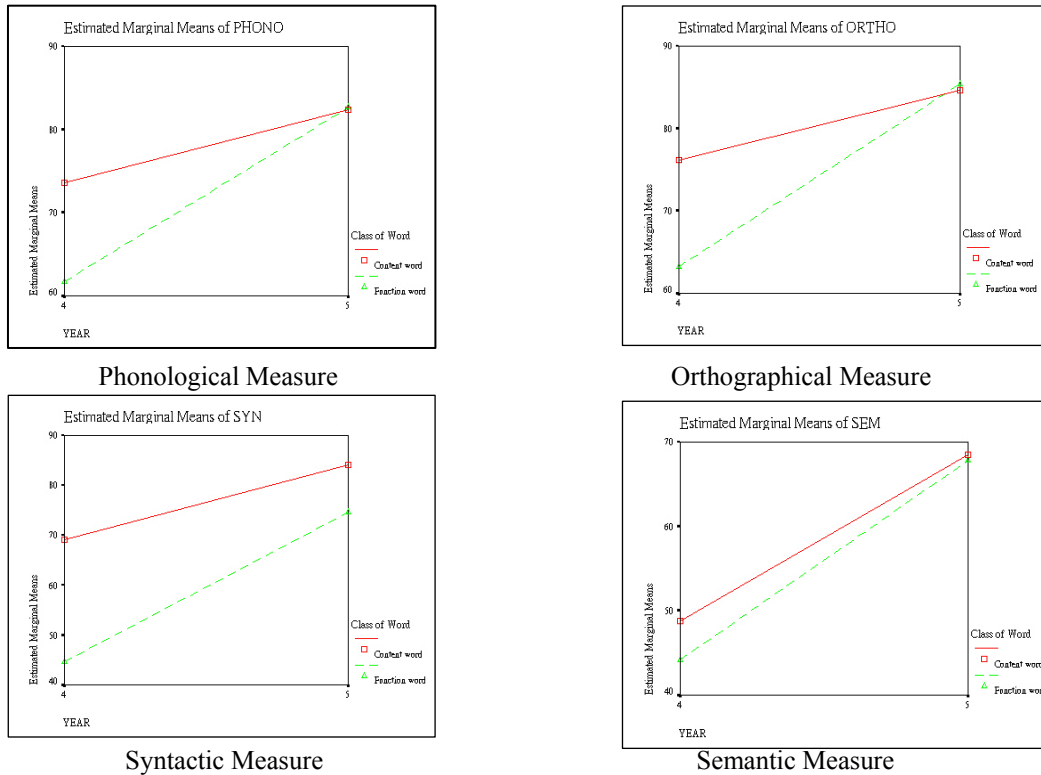 Estimated Marginal Means of PHONO
90
80
70
60
Estimated Marginal Means
4
5
YEAR
Class of Word
Content word
Function word
Phonological Measure
Estimated Marginal Means of ORTHO
90
80
70
60
Estimated Marginal Means
4
5
YEAR
Class of Word
Content word
Function word
Orthographical Measure
Estimated Marginal Means of SYN
90
80
70
60
50
40
Estimated Marginal Means
4
5
YEAR
Class of Word
Content word
Function word
Syntactic Measure
Estimated Marginal Means of SEM
70
60
50
40
Estimated Marginal Means
4
5
YEAR
Class of Word
Content word
Function word
Semantic Measure